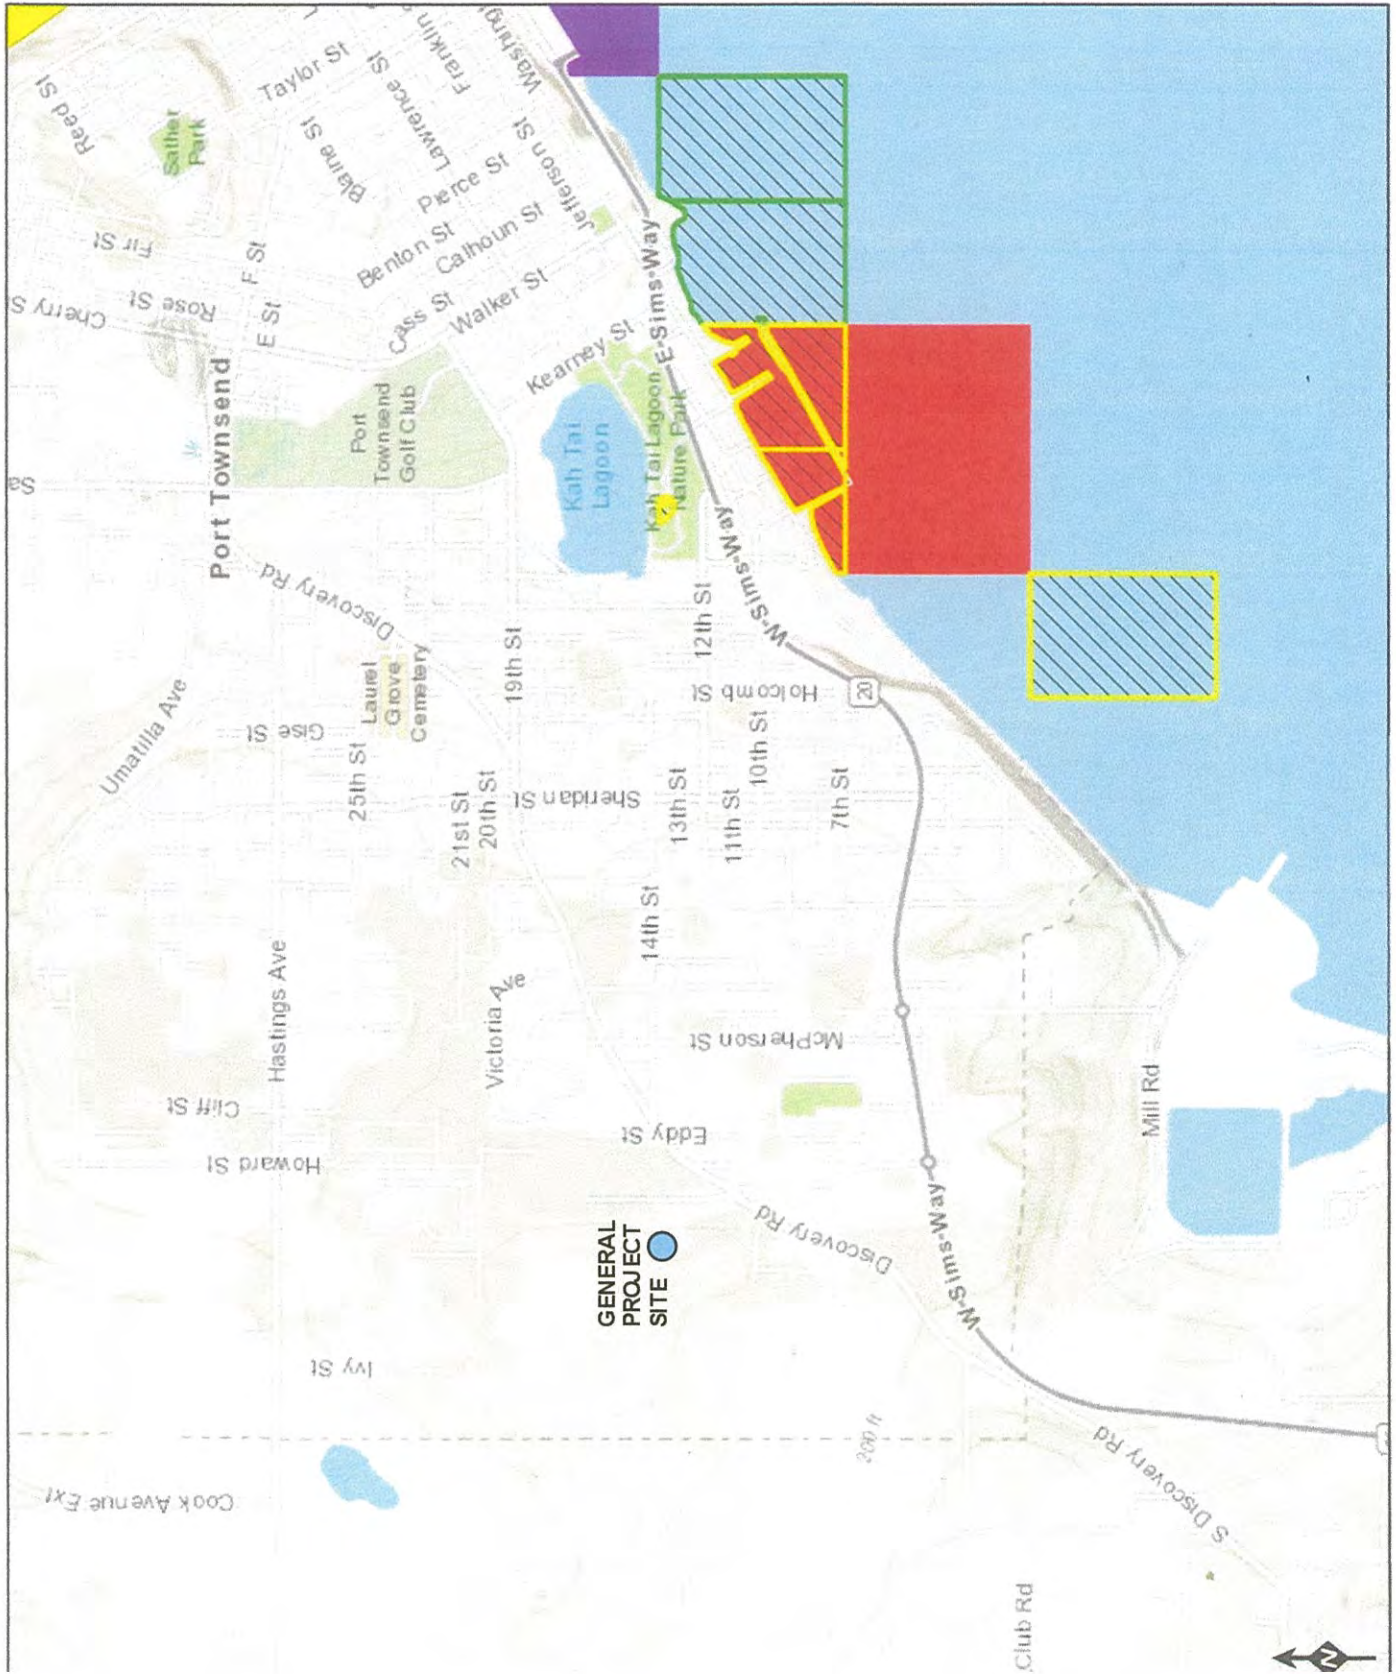 Reed St
Sather
Park
Taylor St
Blaine St
Lawrence St
Franklin
Washing
Pierce St
Jefferson St
Benton St
Calhoun St
Cass St
Walker St
Kearney St
Fir St
Rose St
Cherry S
F St
E St
Port Townsend
Port
Townsend
Golf Club
Sa
Kah Tai
Lagoon
Kah Tai Lagoon
Nature Park
E-Sims-Way
W-Sims-Way
Discovery Rd
Umatilla Ave
Gise St
Laurel
Grove
Cemetery
25th St
21st St
20th St
19th St
Sheridan St
12th St
Holcomb St
20
13th St
11th St
10th St
7th St
14th St
Hastings Ave
Victoria Ave
McPherson St
Cliff St
Howard St
Eddy St
Mill Rd
GENERAL
PROJECT
SITE
Discovery Rd
W-Sims-Way
Ivy St
200 ft
Cook Avenue Ext
S Discovery Rd
Club Rd
N